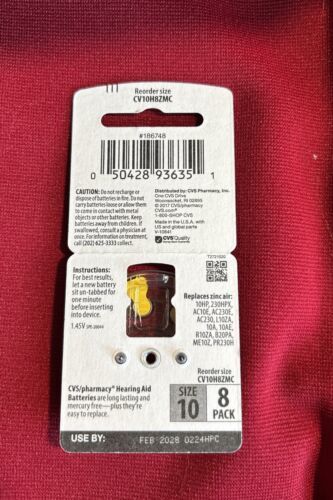 Reorder size
CV10H8ZMC
#186748
0 50428 93635 1
CAUTION: Do not recharge or
dispose of batteries in fire. Do not
carry batteries loose or allow them
to come in contact with metal
objects or other batteries. Keep
batteries away from children. If
swallowed, consult a physician at
once. For information on treatment,
call (202) 625-3333 collect.
Distributed by: CVS Pharmacy, Inc.
One CVS Drive
Woonsocket, RI 02895
© 2017 CVS/pharmacy
CVS.com®
1-800-SHOP CVS
Made in U.S.A. with
US and global parts
V-10841
CVSQuality
Instructions:
For best results,
let a new battery
sit un-tabbed for
one minute
before inserting
into device.
1.45V
T2721020
Replaces zinc air:
10HP, 230HPX,
AC10E, AC230E,
AC230, L10ZA,
10A, 10AE,
R10ZA, B20PA,
ME10Z, PR230H
Reorder size
CV10H8ZMC
CVS/pharmacy® Hearing Aid
Batteries are long lasting and
mercury free—plus they're
easy to replace.
SIZE
10
8
PACK
USE BY:
FEB 2028 0224HPC